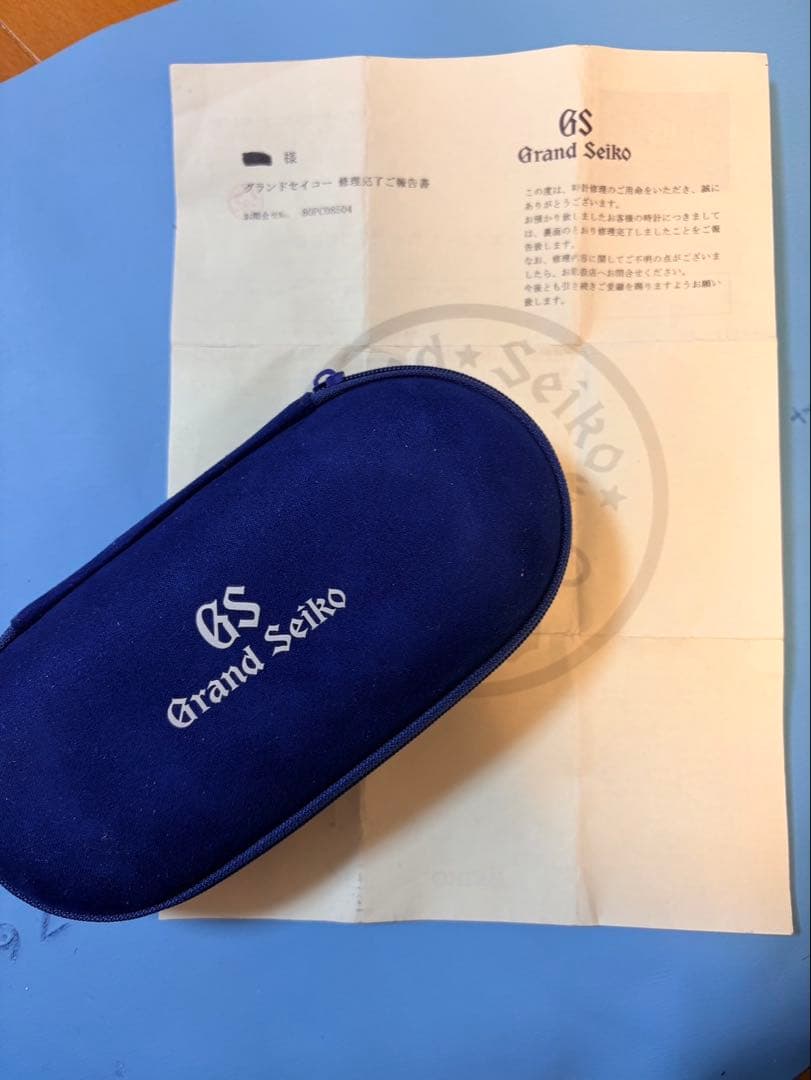 様
グランドセイコー 修理完了ご報告書
お問合せNo. B0PC08504
GS
Grand Seiko
この度は、時計修理のご用命をいただき、誠に
ありがとうございます。
お預かり致しましたお客様の時計につきまして
は、裏面のとおり修理完了しましたことをご報
告致します。
なお、修理内容に関してご不明の点がございま
したら、お取扱店へお問合せください。
今後とも引き続きご愛顧を賜りますようお願い
致します。
★Seiko★
GS
Grand Seiko